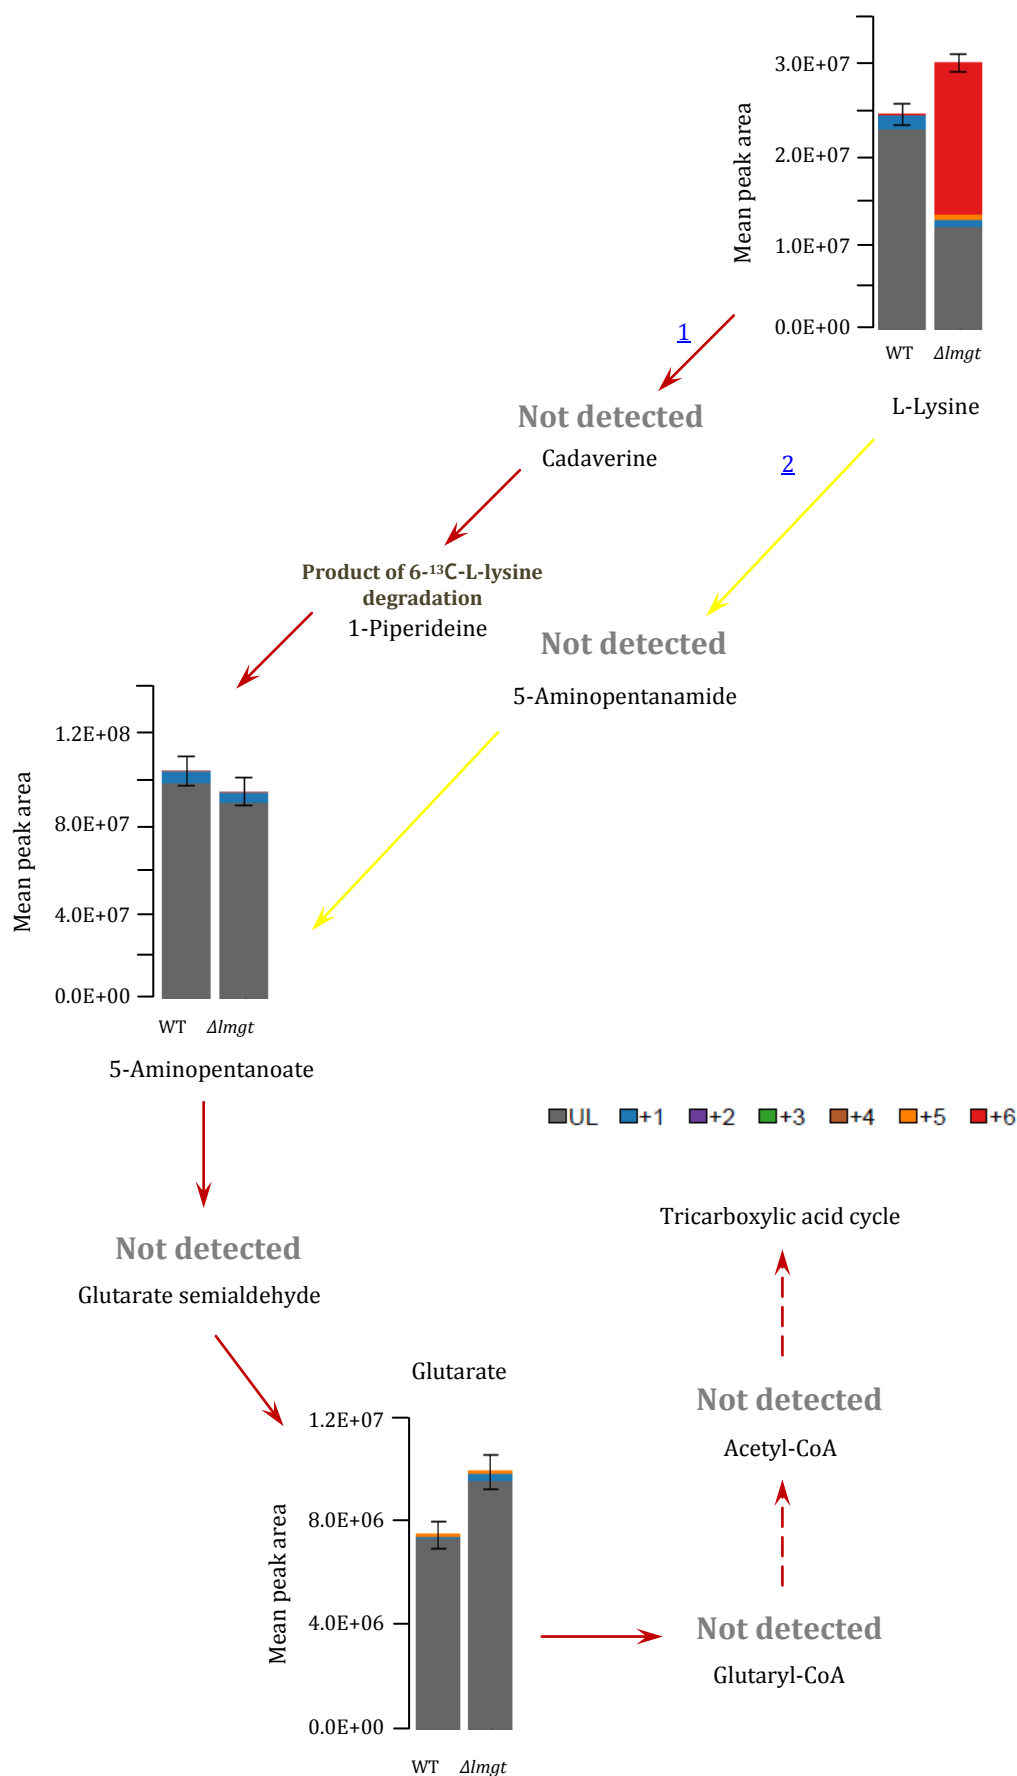 3.0E+07
2.0E+07
1.0E+07
0.0E+00
Mean peak area
WT Δlmgt
L-Lysine
1
Not detected
Cadaverine
2
Product of 6-¹³C-L-lysine
degradation
1-Piperideine
Not detected
5-Aminopentanamide
1.2E+08
8.0E+07
4.0E+07
0.0E+00
Mean peak area
WT Δlmgt
5-Aminopentanoate
UL +1 +2 +3 +4 +5 +6
Tricarboxylic acid cycle
Not detected
Glutarate semialdehyde
Glutarate
1.2E+07
8.0E+06
4.0E+06
0.0E+00
Mean peak area
WT Δlmgt
Not detected
Acetyl-CoA
Not detected
Glutaryl-CoA